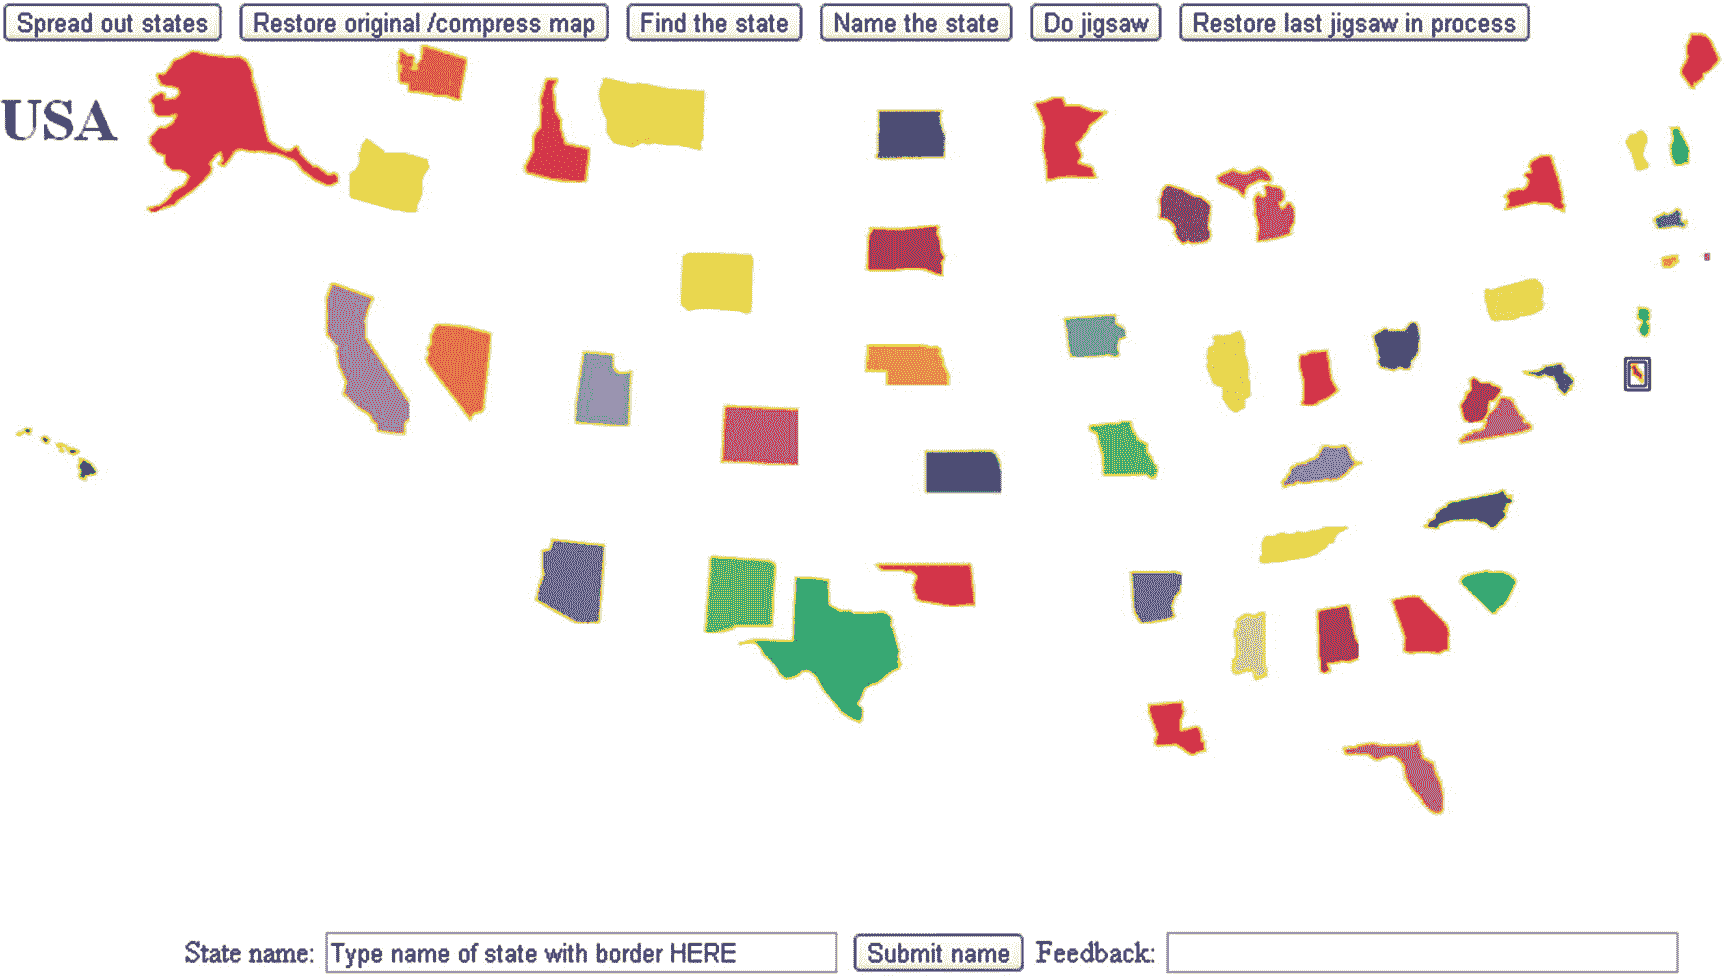 Spread out states Restore original /compress map Find the state Name the state Do jigsaw Restore last jigsaw in process
USA
State name: Type name of state with border HERE Submit name Feedback: